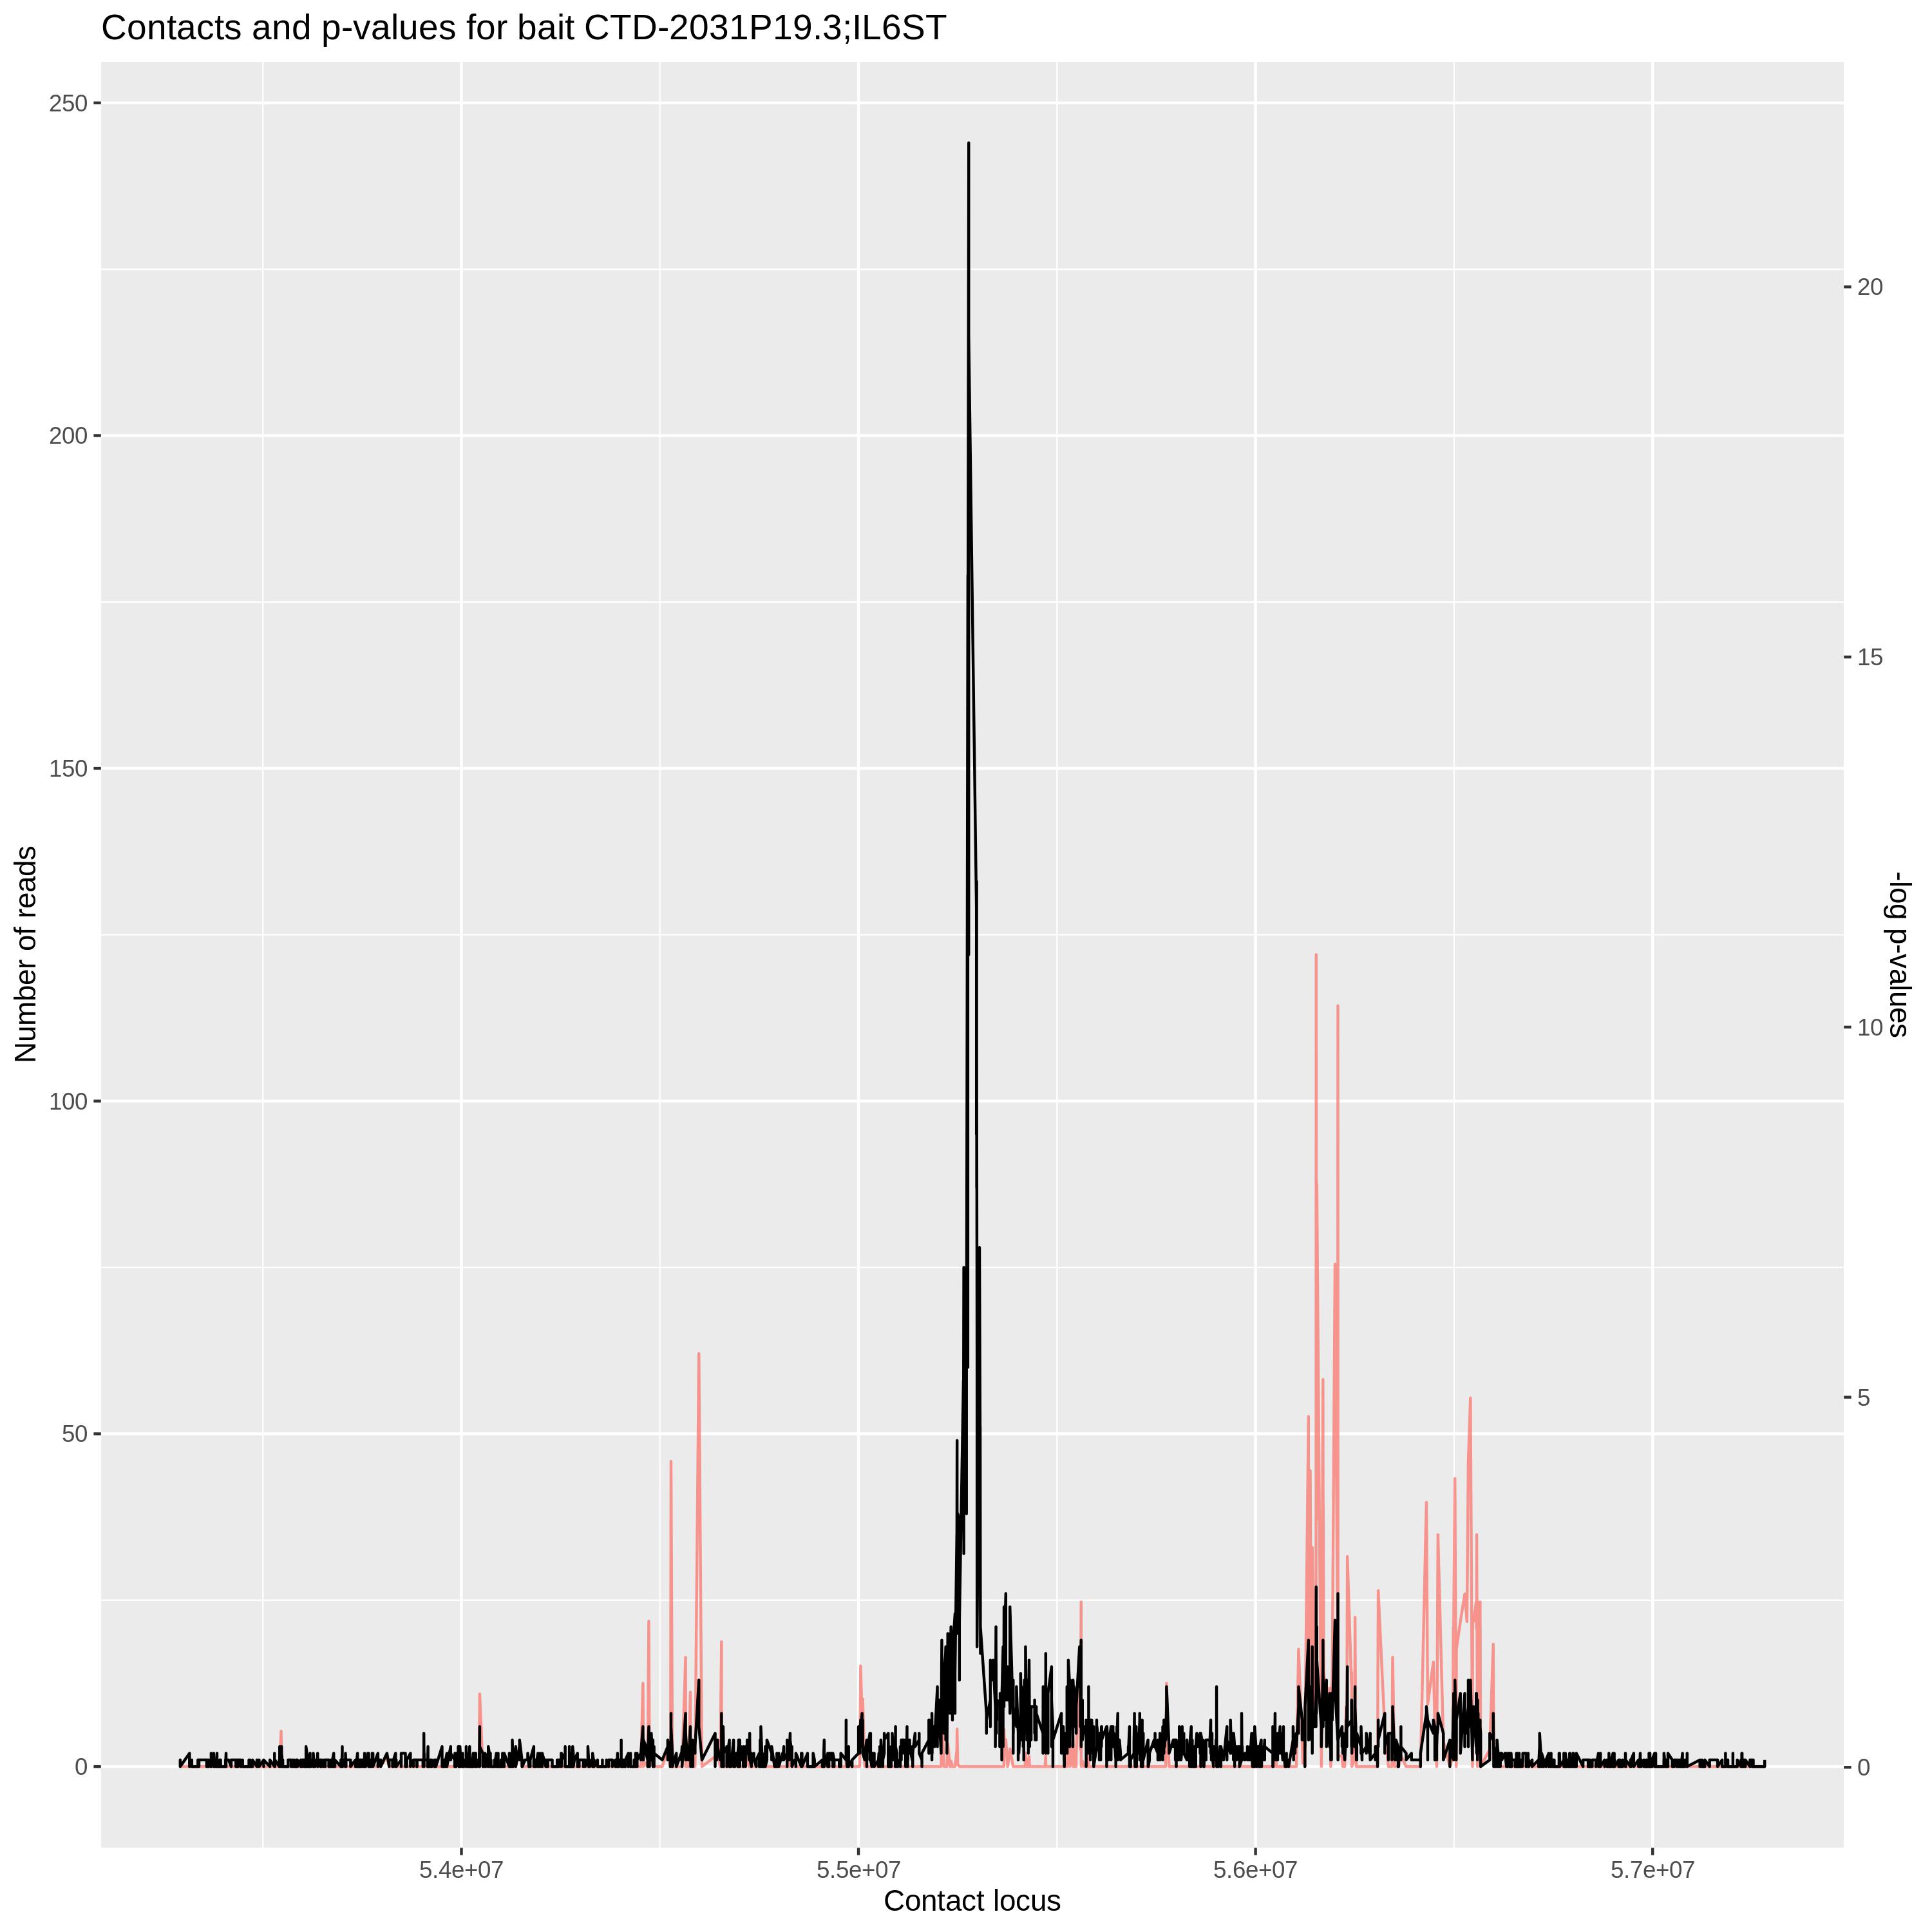 Contacts and p-values for bait CTD-2031P19.3;IL6ST
250
200
150
100
50
0
Number of reads
20
15
10
5
0
-log p-values
5.4e+07
5.5e+07
5.6e+07
5.7e+07
Contact locus